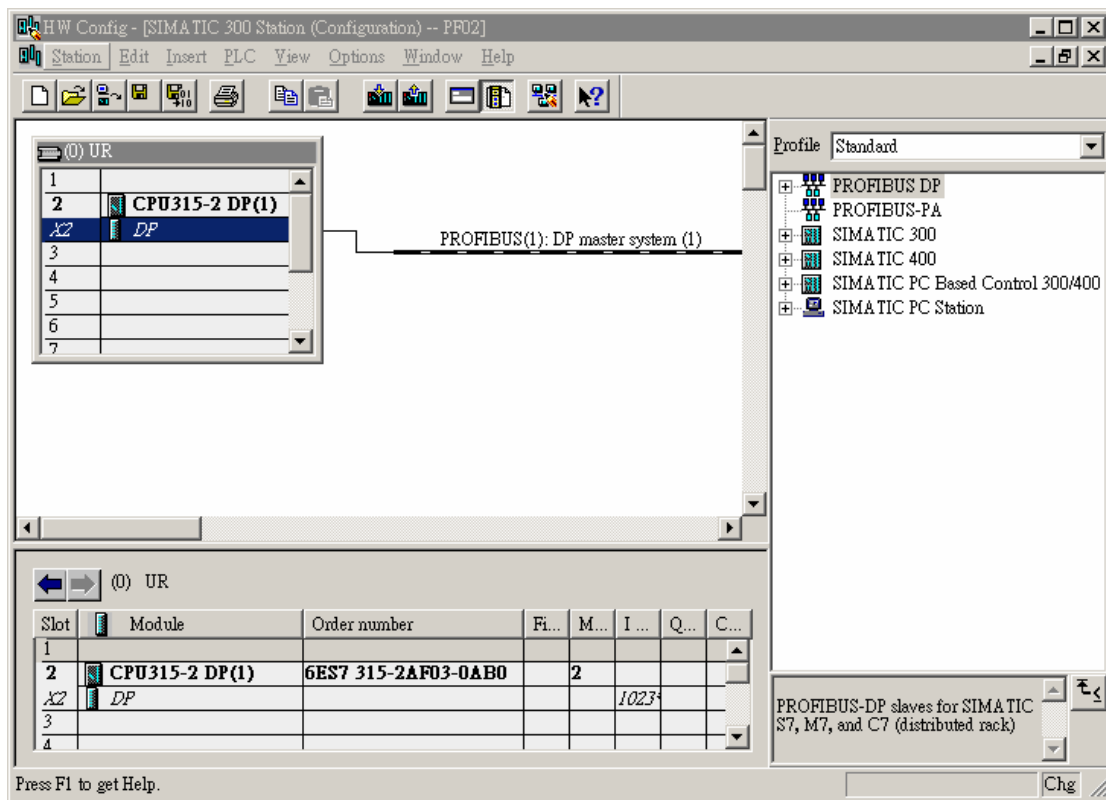 HW Config - [SIMATIC 300 Station (Configuration) -- PF02]
Station Edit Insert PLC View Options Window Help
(0) UR
1
2 CPU315-2 DP(1)
X2 DP
3
4
5
6
7
PROFIBUS(1): DP master system (1)
Profile Standard
PROFIBUS DP
PROFIBUS-PA
SIMATIC 300
SIMATIC 400
SIMATIC PC Based Control 300/400
SIMATIC PC Station
(0) UR
Slot Module Order number Fi... M... I ... Q... C...
1
2 CPU315-2 DP(1) 6ES7 315-2AF03-0AB0 2
X2 DP 1023*
3
4
PROFIBUS-DP slaves for SIMATIC
S7, M7, and C7 (distributed rack)
Press F1 to get Help.
Chg